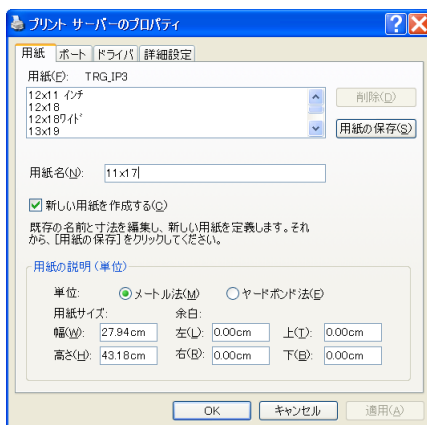 プリント サーバーのプロパティ
用紙 ポート ドライバ 詳細設定
用紙(F): TRG_IP3
12x11 インチ
12x18
12x18ワイド
13x19
削除(D)
用紙の保存(S)
用紙名(N): 11x17
新しい用紙を作成する(C)
既存の名前と寸法を編集し、新しい用紙を定義します。それ
から、[用紙の保存] をクリックしてください。
用紙の説明 (単位)
単位: メートル法(M) ヤードポンド法(E)
用紙サイズ: 余白:
幅(W): 27.94cm 左(L): 0.00cm 上(T): 0.00cm
高さ(H): 43.18cm 右(R): 0.00cm 下(B): 0.00cm
OK キャンセル 適用(A)